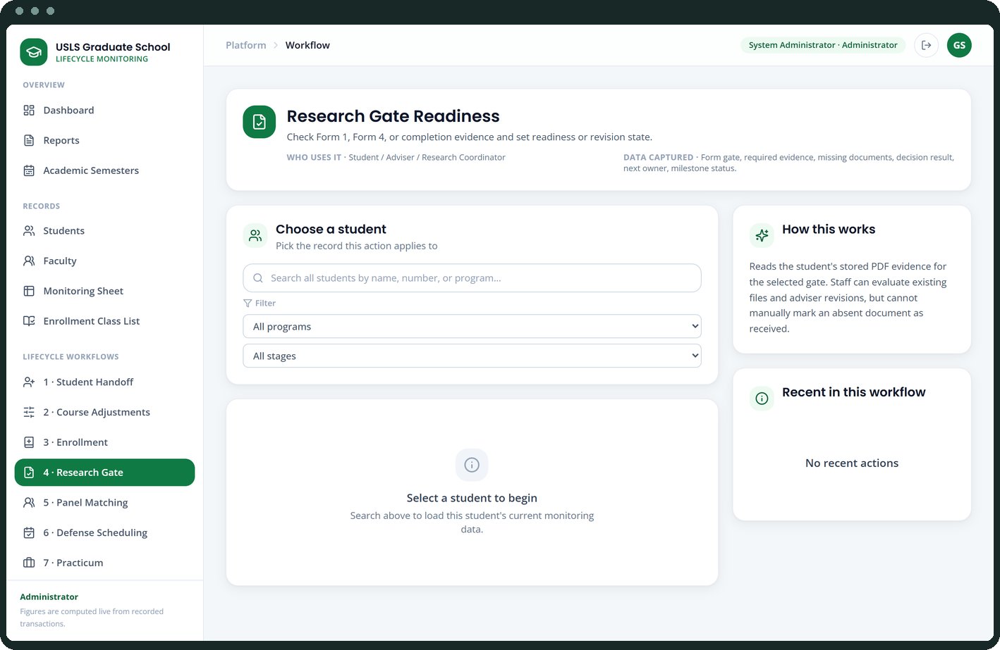 USLS Graduate School
LIFECYCLE MONITORING
OVERVIEW
Dashboard
Reports
Academic Semesters
RECORDS
Students
Faculty
Monitoring Sheet
Enrollment Class List
LIFECYCLE WORKFLOWS
1 · Student Handoff
2 · Course Adjustments
3 · Enrollment
4 · Research Gate
5 · Panel Matching
6 · Defense Scheduling
7 · Practicum
Administrator
Figures are computed live from recorded
transactions.
Platform > Workflow
System Administrator · Administrator
GS
Research Gate Readiness
Check Form 1, Form 4, or completion evidence and set readiness or revision state.
WHO USES IT · Student / Adviser / Research Coordinator
DATA CAPTURED · Form gate, required evidence, missing documents, decision result,
next owner, milestone status.
Choose a student
Pick the record this action applies to
Search all students by name, number, or program...
Filter
All programs
All stages
Select a student to begin
Search above to load this student's current monitoring
data.
How this works
Reads the student's stored PDF evidence for
the selected gate. Staff can evaluate existing
files and adviser revisions, but cannot
manually mark an absent document as
received.
Recent in this workflow
No recent actions